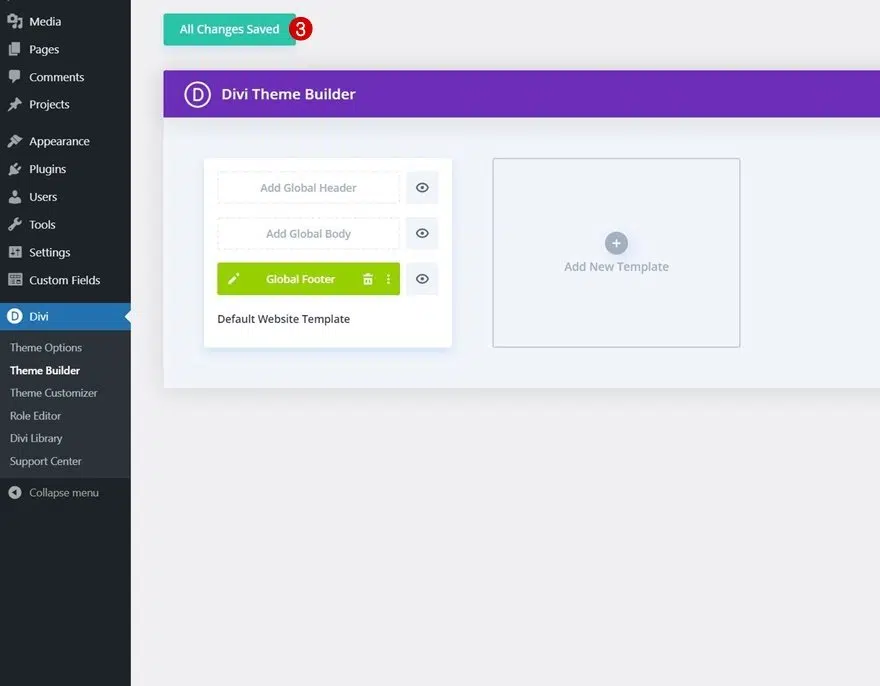 Media
Pages
Comments
Projects
Appearance
Plugins
Users
Tools
Settings
Custom Fields
D Divi
Theme Options
Theme Builder
Theme Customizer
Role Editor
Divi Library
Support Center
Collapse menu
All Changes Saved 3
D Divi Theme Builder
Add Global Header
Add Global Body
Global Footer
Default Website Template
Add New Template